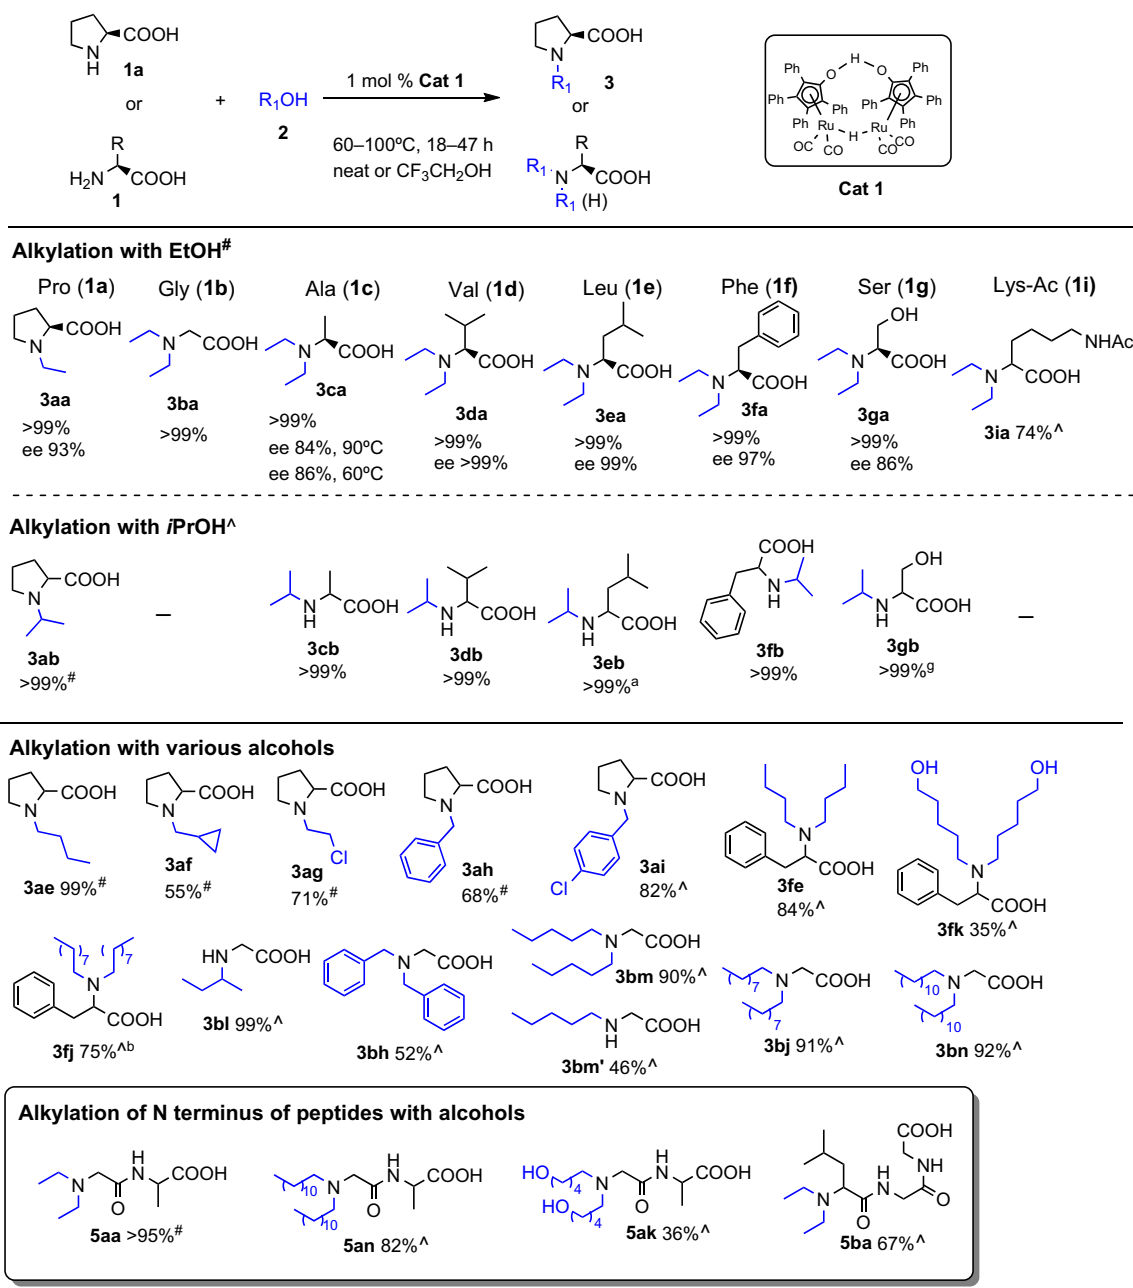 COOH
N
H
1a
or
R
H2N
COOH
1
+
R1OH
2
1 mol % Cat 1
60–100ºC, 18–47 h
neat or CF3CH2OH
COOH
N
R1
3
or
R
R1
N
COOH
R1 (H)
H
O
O
Ph
Ph
Ph
Ph
Ph
Ph
Ph
Ph
Ru
H
Ru
OC
CO
CO
CO
Cat 1
Alkylation with EtOH#
Pro (1a)
Gly (1b)
Ala (1c)
Val (1d)
Leu (1e)
Phe (1f)
Ser (1g)
Lys-Ac (1i)
COOH
N
3aa
>99%
ee 93%
N
COOH
3ba
>99%
N
COOH
3ca
>99%
ee 84%, 90ºC
ee 86%, 60ºC
N
COOH
3da
>99%
ee >99%
N
COOH
3ea
>99%
ee 99%
N
COOH
3fa
>99%
ee 97%
OH
N
COOH
3ga
>99%
ee 86%
NHAc
N
COOH
3ia 74%^
Alkylation with iPrOH^
COOH
N
3ab
>99%#
–
N
H
COOH
3cb
>99%
N
H
COOH
3db
>99%
N
H
COOH
3eb
>99%a
COOH
N
H
3fb
>99%
OH
N
H
COOH
3gb
>99%g
–
Alkylation with various alcohols
COOH
N
3ae 99%#
COOH
N
3af
55%#
COOH
N
Cl
3ag
71%#
COOH
N
3ah
68%#
COOH
N
Cl
3ai
82%^
N
COOH
3fe
84%^
OH
OH
N
COOH
3fk 35%^
( )7
( )7
N
COOH
3fj 75%^b
HN
COOH
3bl 99%^
N
COOH
3bh 52%^
N
COOH
3bm 90%^
N
H
COOH
3bm' 46%^
( )7
N
COOH
( )7
3bj 91%^
( )10
N
COOH
( )10
3bn 92%^
Alkylation of N terminus of peptides with alcohols
N
O
H
N
COOH
5aa >95%#
( )10
N
( )10
O
H
N
COOH
5an 82%^
HO
( )4
N
HO
( )4
O
H
N
COOH
5ak 36%^
COOH
NH
H
N
O
N
O
5ba 67%^